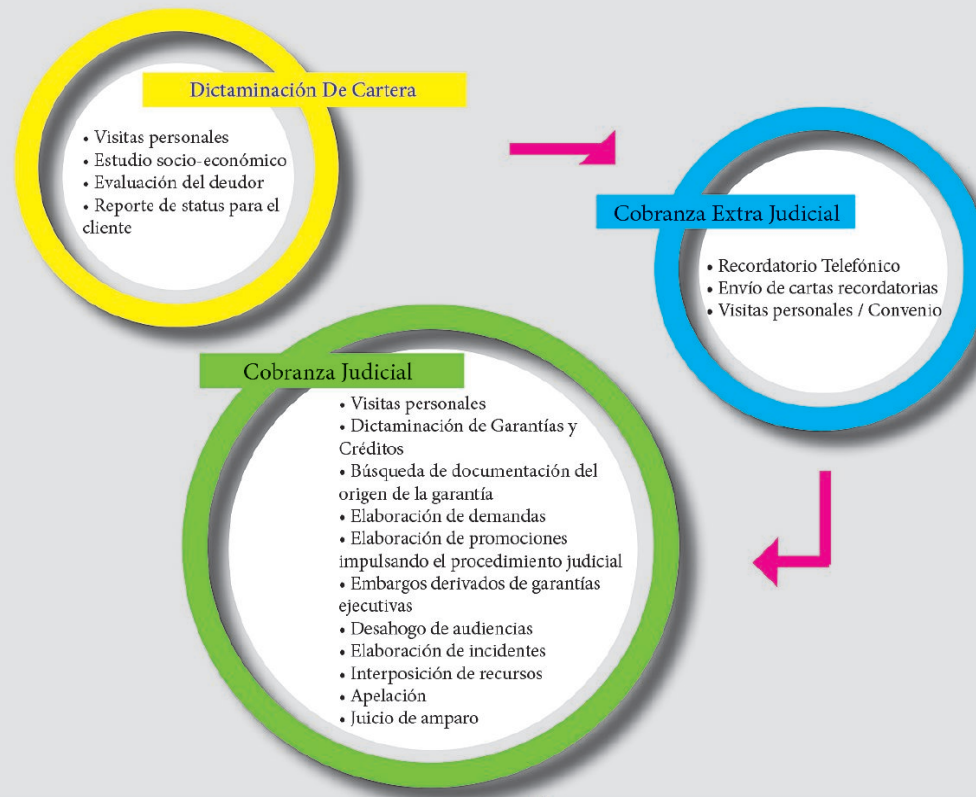 Dictaminación De Cartera
• Visitas personales
• Estudio socio-económico
• Evaluación del deudor
• Reporte de status para el
cliente
Cobranza Extra Judicial
• Recordatorio Telefónico
• Envío de cartas recordatorias
• Visitas personales / Convenio
Cobranza Judicial
• Visitas personales
• Dictaminación de Garantías y
Créditos
• Búsqueda de documentación del
origen de la garantía
• Elaboración de demandas
• Elaboración de promociones
impulsando el procedimiento judicial
• Embargos derivados de garantías
ejecutivas
• Desahogo de audiencias
• Elaboración de incidentes
• Interposición de recursos
• Apelación
• Juicio de amparo